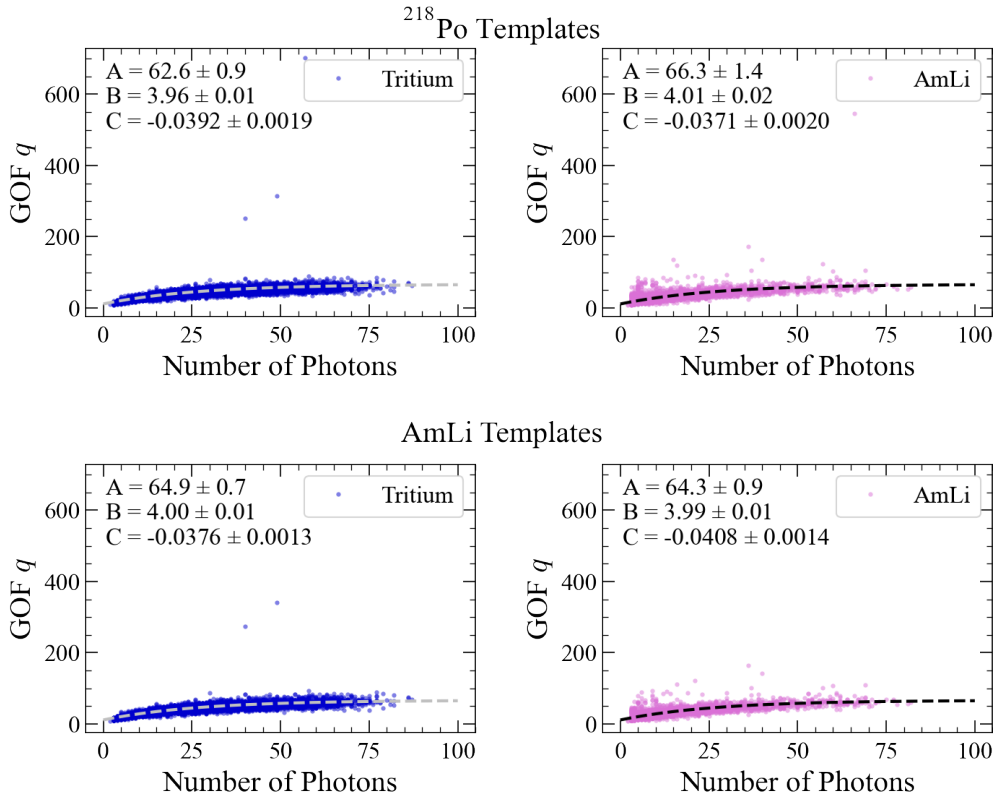 ²¹⁸Po Templates
A = 62.6 ± 0.9
B = 3.96 ± 0.01
C = -0.0392 ± 0.0019
Tritium
600
400
200
0
GOF q
0 25 50 75 100
Number of Photons
A = 66.3 ± 1.4
B = 4.01 ± 0.02
C = -0.0371 ± 0.0020
AmLi
600
400
200
0
GOF q
0 25 50 75 100
Number of Photons
AmLi Templates
A = 64.9 ± 0.7
B = 4.00 ± 0.01
C = -0.0376 ± 0.0013
Tritium
600
400
200
0
GOF q
0 25 50 75 100
Number of Photons
A = 64.3 ± 0.9
B = 3.99 ± 0.01
C = -0.0408 ± 0.0014
AmLi
600
400
200
0
GOF q
0 25 50 75 100
Number of Photons